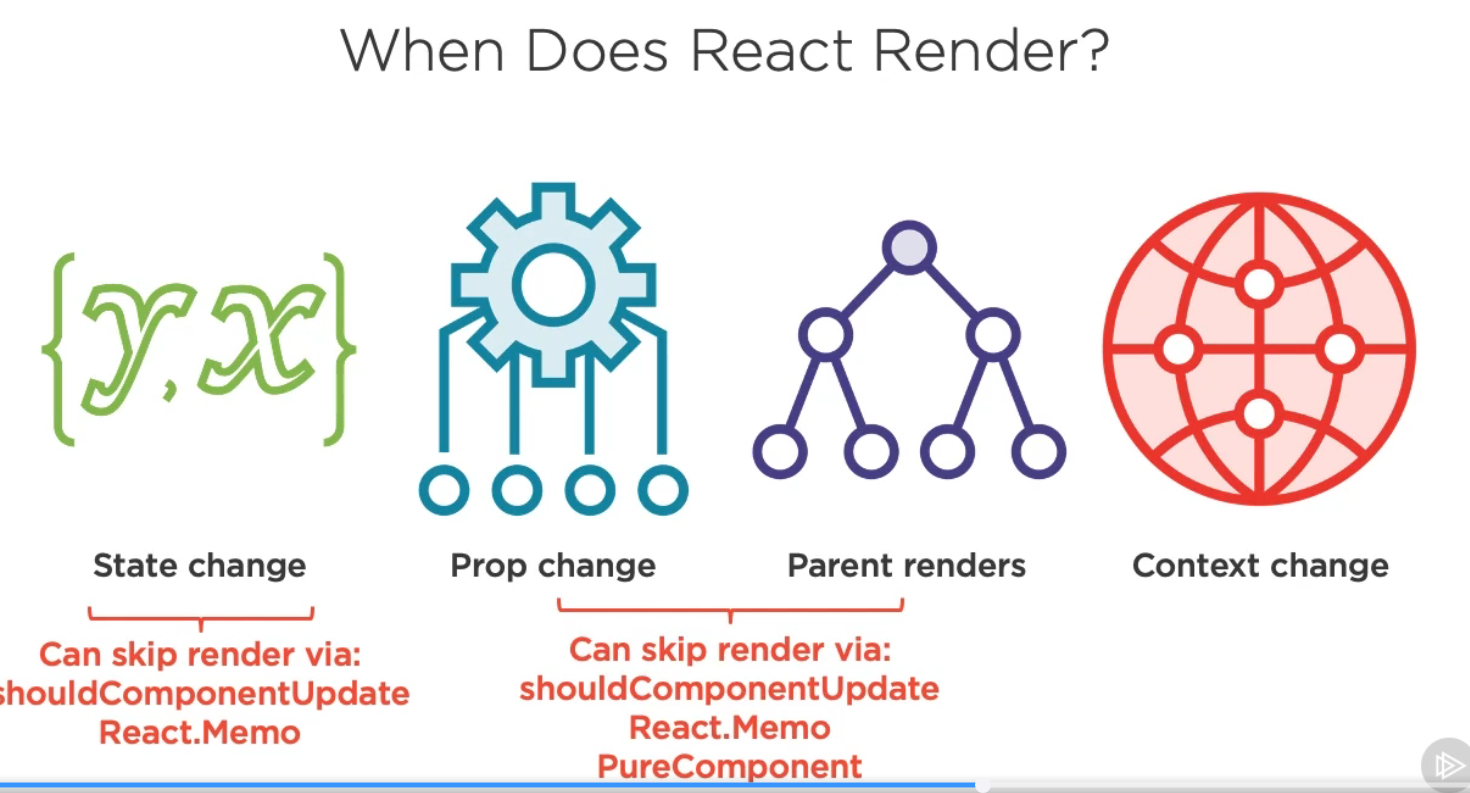 When Does React Render?
{y, x}
State change
Prop change
Parent renders
Context change
Can skip render via:
shouldComponentUpdate
React.Memo
Can skip render via:
shouldComponentUpdate
React.Memo
PureComponent